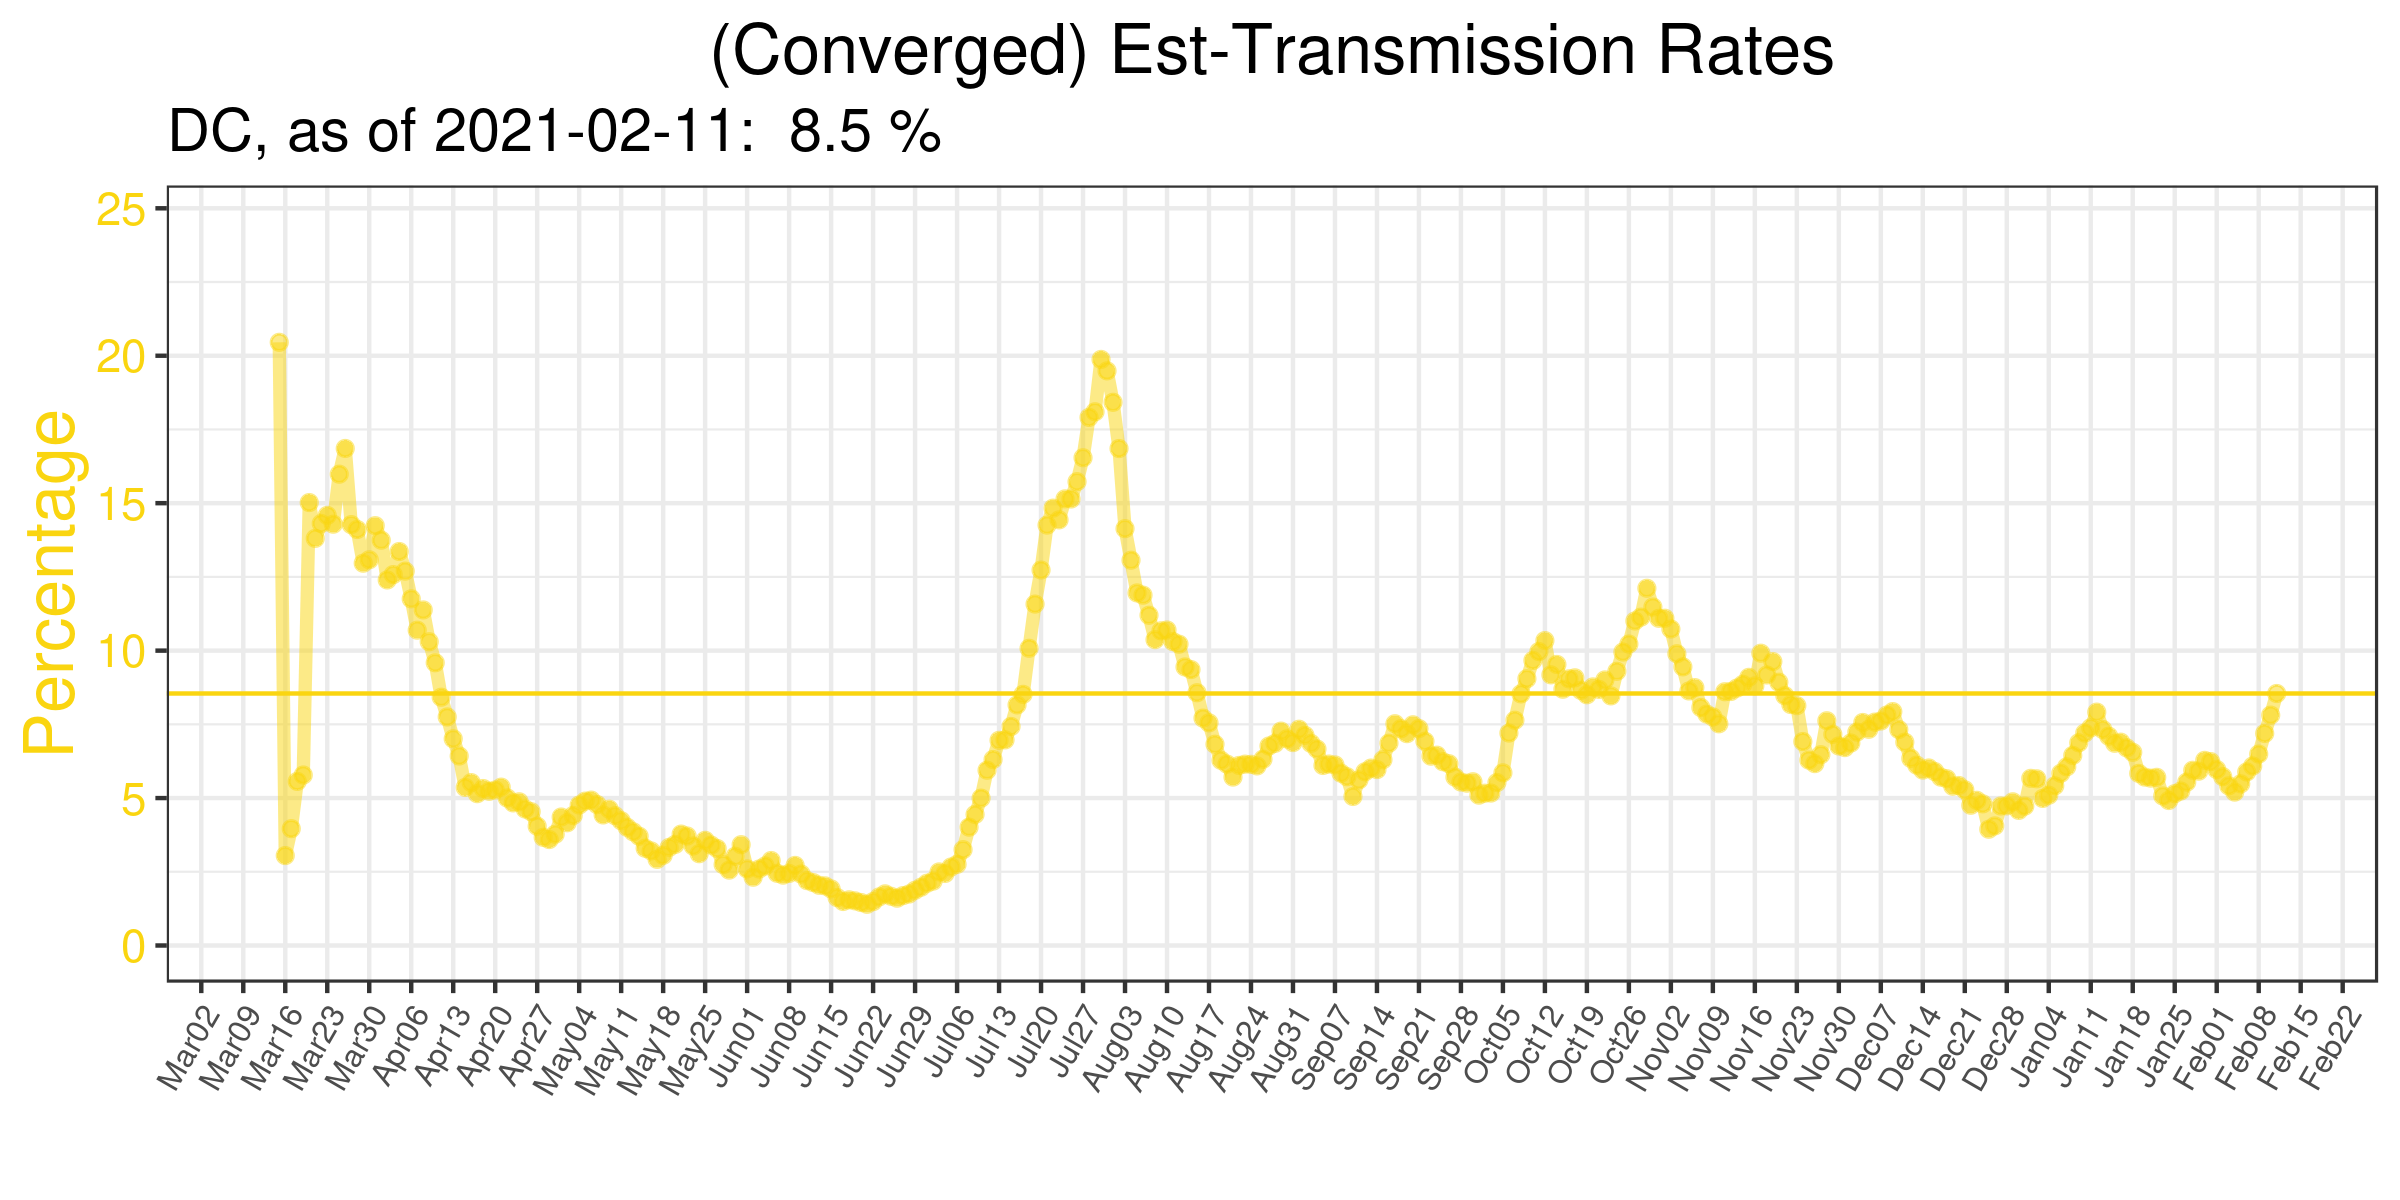 (Converged) Est-Transmission Rates
DC, as of 2021-02-11:  8.5 %
Percentage
25
20
15
10
5
0
Mar02
Mar09
Mar16
Mar23
Mar30
Apr06
Apr13
Apr20
Apr27
May04
May11
May18
May25
Jun01
Jun08
Jun15
Jun22
Jun29
Jul06
Jul13
Jul20
Jul27
Aug03
Aug10
Aug17
Aug24
Aug31
Sep07
Sep14
Sep21
Sep28
Oct05
Oct12
Oct19
Oct26
Nov02
Nov09
Nov16
Nov23
Nov30
Dec07
Dec14
Dec21
Dec28
Jan04
Jan11
Jan18
Jan25
Feb01
Feb08
Feb15
Feb22